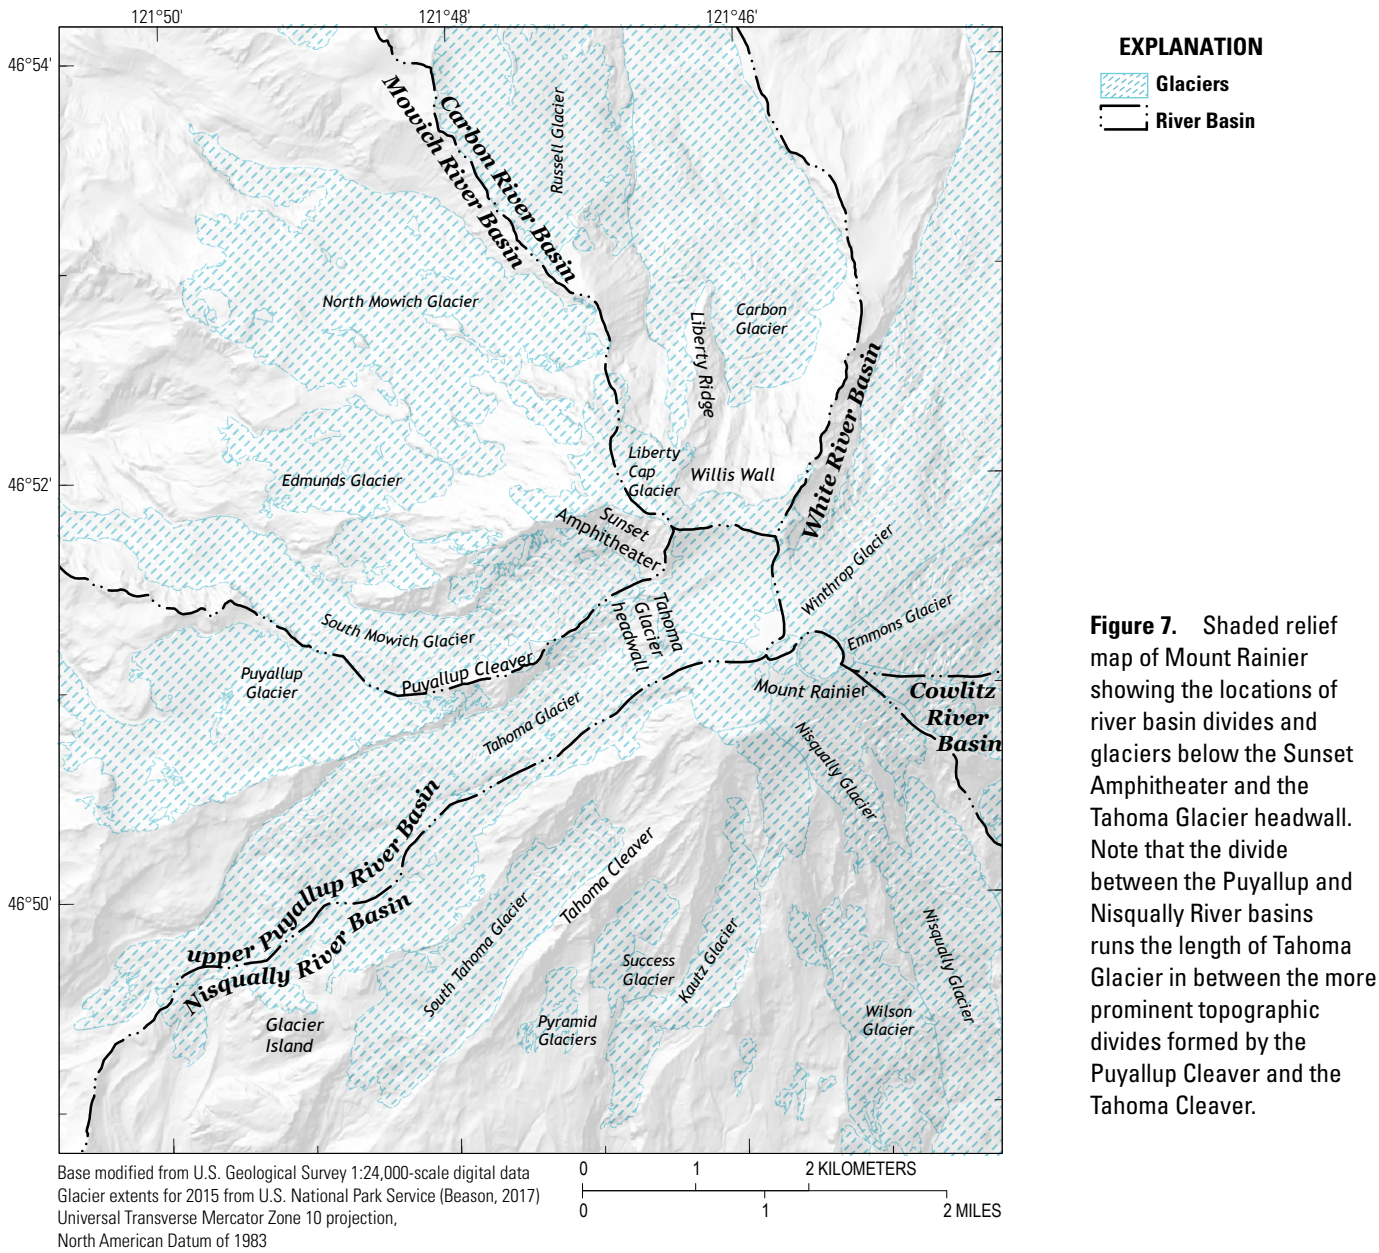 121°50'
121°48'
121°46'
46°54'
46°52'
46°50'
Mowich River Basin
Carbon River Basin
Russell Glacier
North Mowich Glacier
Carbon
Glacier
Liberty Ridge
White River Basin
Liberty
Cap
Glacier
Willis Wall
Edmunds Glacier
Sunset
Amphitheater
Winthrop Glacier
Emmons Glacier
Tahoma
Glacier
headwall
South Mowich Glacier
Puyallup Cleaver
Puyallup
Glacier
Mount Rainier
Cowlitz
River
Basin
Tahoma Glacier
Nisqually Glacier
upper Puyallup River Basin
Nisqually River Basin
Tahoma Cleaver
South Tahoma Glacier
Success
Glacier
Kautz Glacier
Nisqually Glacier
Glacier
Island
Pyramid
Glaciers
Wilson
Glacier
Base modified from U.S. Geological Survey 1:24,000-scale digital data
Glacier extents for 2015 from U.S. National Park Service (Beason, 2017)
Universal Transverse Mercator Zone 10 projection,
North American Datum of 1983
0 1 2 KILOMETERS
0 1 2 MILES
EXPLANATION
Glaciers
River Basin
Figure 7. Shaded relief
map of Mount Rainier
showing the locations of
river basin divides and
glaciers below the Sunset
Amphitheater and the
Tahoma Glacier headwall.
Note that the divide
between the Puyallup and
Nisqually River basins
runs the length of Tahoma
Glacier in between the more
prominent topographic
divides formed by the
Puyallup Cleaver and the
Tahoma Cleaver.